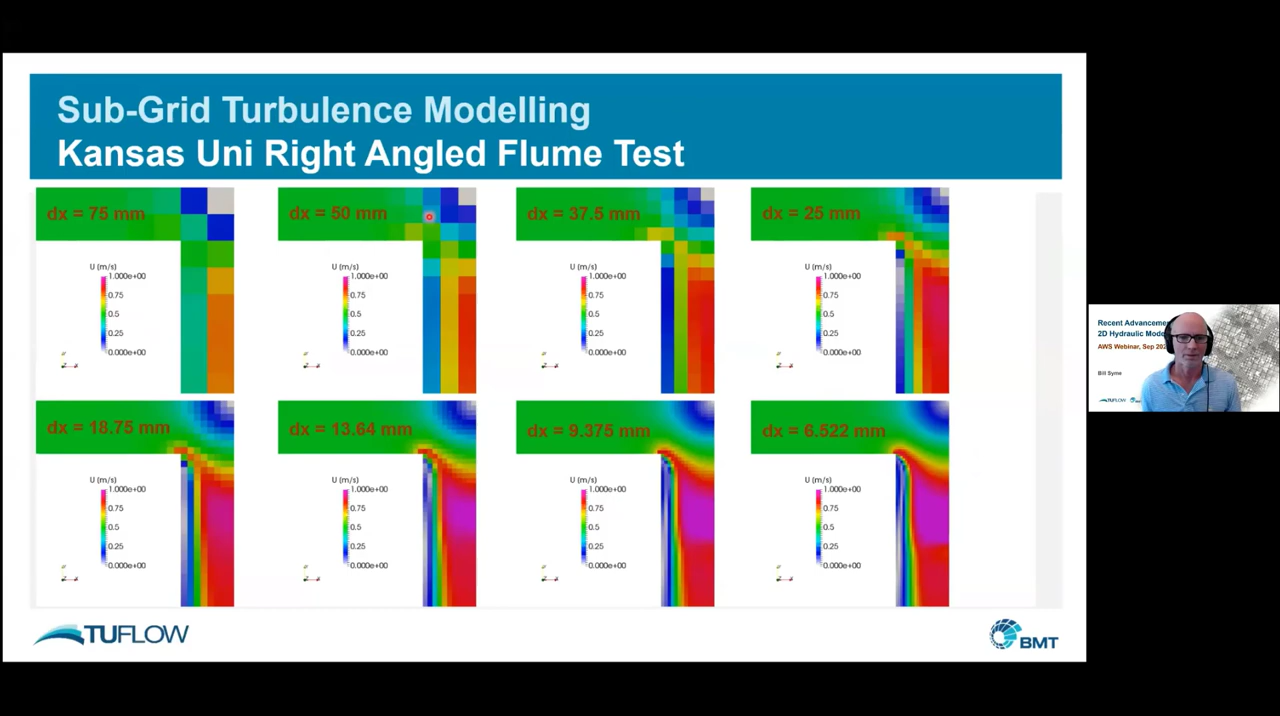 Sub-Grid Turbulence Modelling
Kansas Uni Right Angled Flume Test
dx = 75 mm
U (m/s)
1.000e+00
0.75
0.5
0.25
0.000e+00
dx = 50 mm
U (m/s)
1.000e+00
0.75
0.5
0.25
0.000e+00
dx = 37.5 mm
U (m/s)
1.000e+00
0.75
0.5
0.25
0.000e+00
dx = 25 mm
U (m/s)
1.000e+00
0.75
0.5
0.25
0.000e+00
dx = 18.75 mm
U (m/s)
1.000e+00
0.75
0.5
0.25
0.000e+00
dx = 13.64 mm
U (m/s)
1.000e+00
0.75
0.5
0.25
0.000e+00
dx = 9.375 mm
U (m/s)
1.000e+00
0.75
0.5
0.25
0.000e+00
dx = 6.522 mm
U (m/s)
1.000e+00
0.75
0.5
0.25
0.000e+00
TUFLOW
BMT
Recent Advanceme
2D Hydraulic Mode
AWS Webinar, Sep 202
Bill Syme
TUFLOW